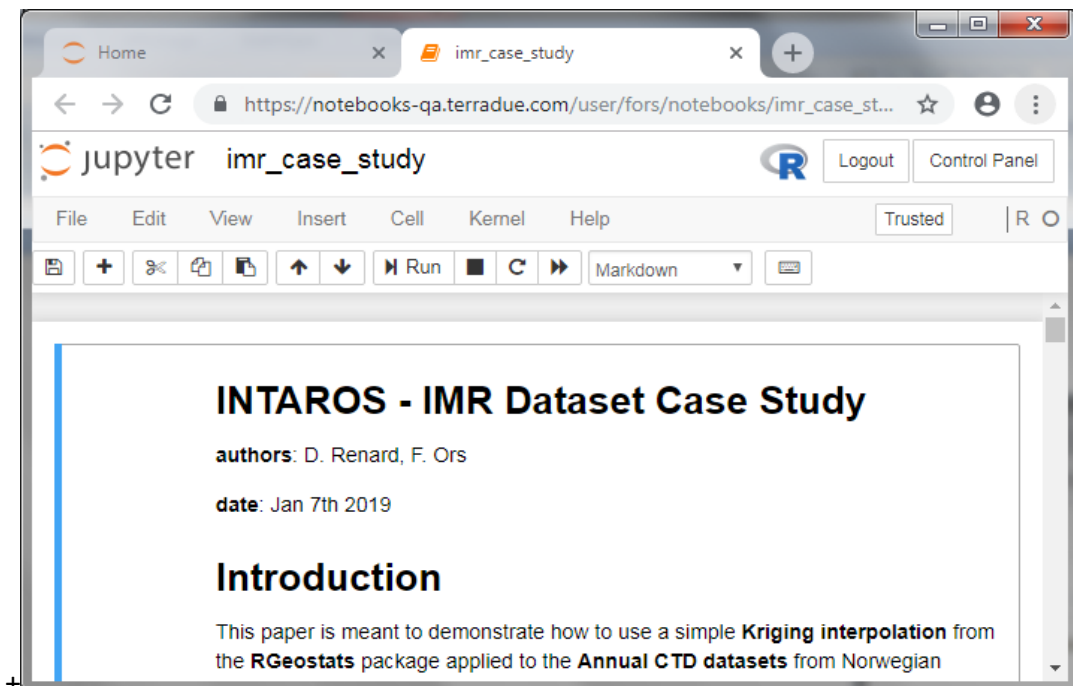 Home
imr_case_study
https://notebooks-qa.terradue.com/user/fors/notebooks/imr_case_st...
jupyter imr_case_study R Logout Control Panel
File Edit View Insert Cell Kernel Help Trusted | R O
Run Markdown
INTAROS - IMR Dataset Case Study
authors: D. Renard, F. Ors
date: Jan 7th 2019
Introduction
This paper is meant to demonstrate how to use a simple Kriging interpolation from
the RGeostats package applied to the Annual CTD datasets from Norwegian